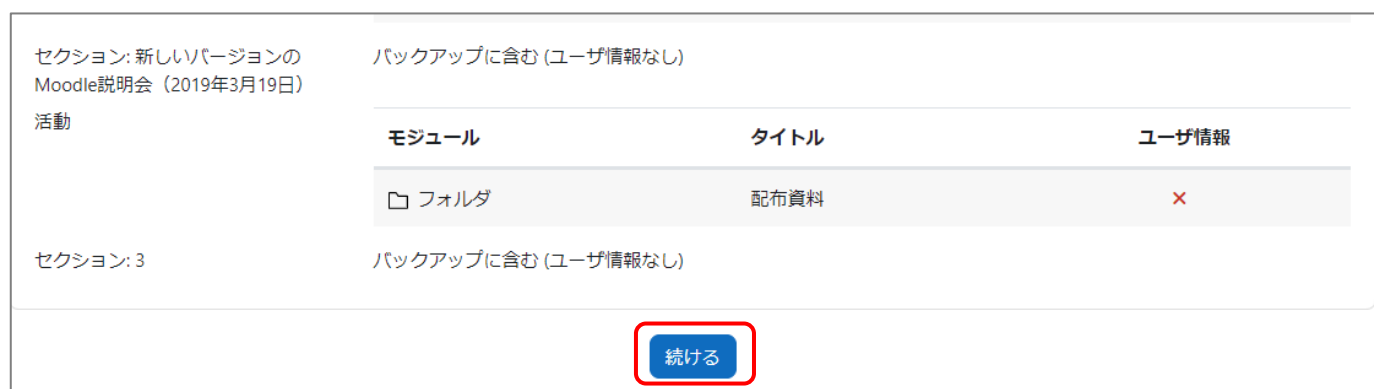 セクション: 新しいバージョンの
Moodle説明会（2019年3月19日）
バックアップに含む (ユーザ情報なし)
活動
モジュール タイトル ユーザ情報
フォルダ 配布資料 ×
セクション: 3 バックアップに含む (ユーザ情報なし)
続ける